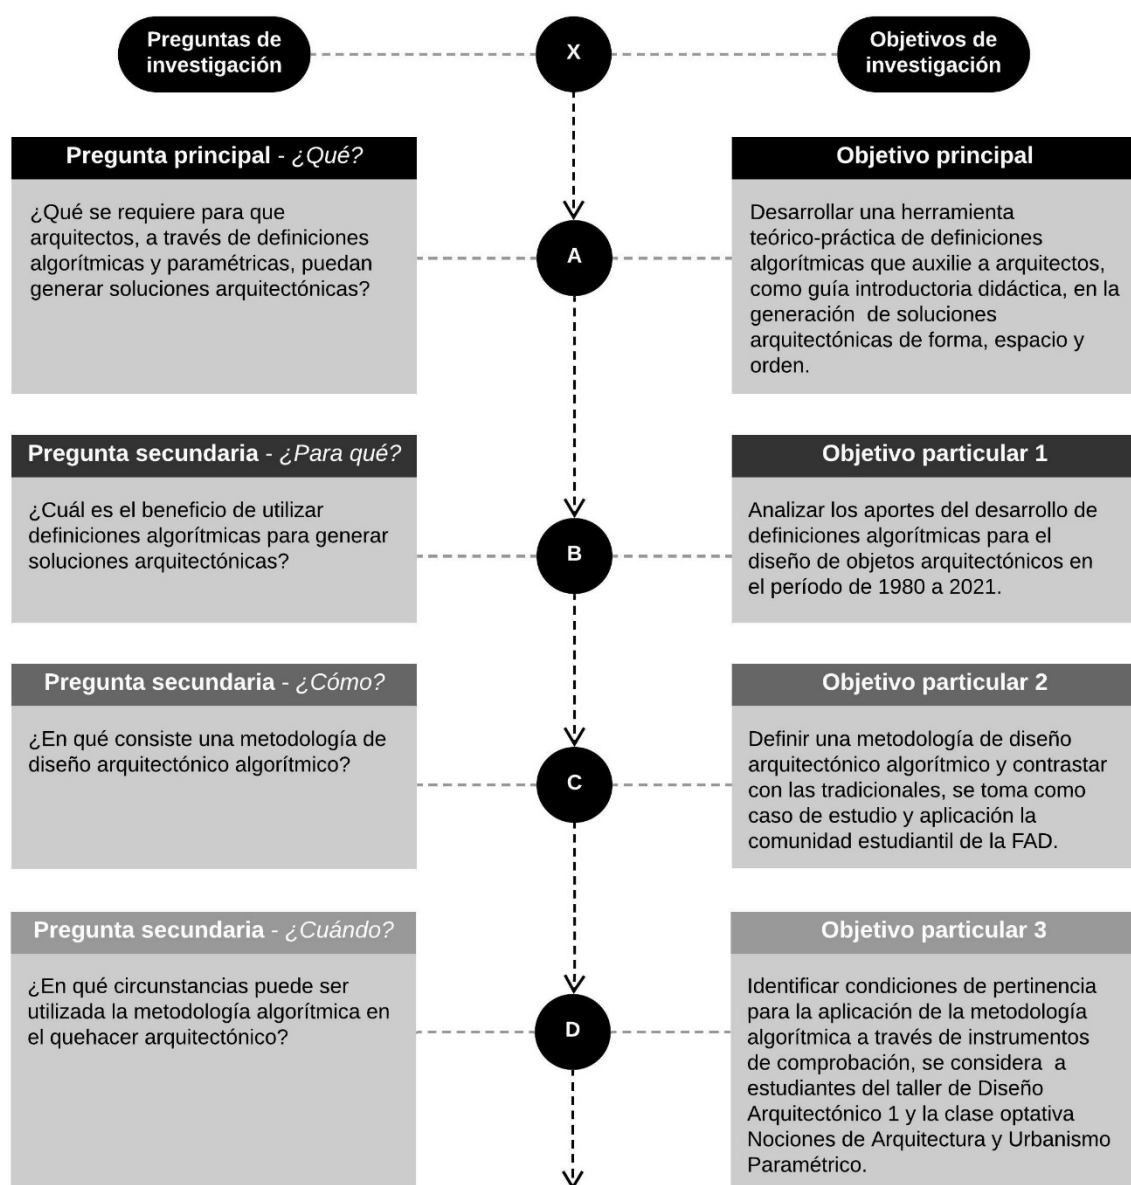 Preguntas de
investigación
X
Objetivos de
investigación
Pregunta principal - ¿Qué?
¿Qué se requiere para que
arquitectos, a través de definiciones
algorítmicas y paramétricas, puedan
generar soluciones arquitectónicas?
A
Objetivo principal
Desarrollar una herramienta
teórico-práctica de definiciones
algorítmicas que auxilie a arquitectos,
como guía introductoria didáctica, en la
generación de soluciones
arquitectónicas de forma, espacio y
orden.
Pregunta secundaria - ¿Para qué?
¿Cuál es el beneficio de utilizar
definiciones algorítmicas para generar
soluciones arquitectónicas?
B
Objetivo particular 1
Analizar los aportes del desarrollo de
definiciones algorítmicas para el
diseño de objetos arquitectónicos en
el período de 1980 a 2021.
Pregunta secundaria - ¿Cómo?
¿En qué consiste una metodología de
diseño arquitectónico algorítmico?
C
Objetivo particular 2
Definir una metodología de diseño
arquitectónico algorítmico y contrastar
con las tradicionales, se toma como
caso de estudio y aplicación la
comunidad estudiantil de la FAD.
Pregunta secundaria - ¿Cuándo?
¿En qué circunstancias puede ser
utilizada la metodología algorítmica en
el quehacer arquitectónico?
D
Objetivo particular 3
Identificar condiciones de pertinencia
para la aplicación de la metodología
algorítmica a través de instrumentos
de comprobación, se considera a
estudiantes del taller de Diseño
Arquitectónico 1 y la clase optativa
Nociones de Arquitectura y Urbanismo
Paramétrico.